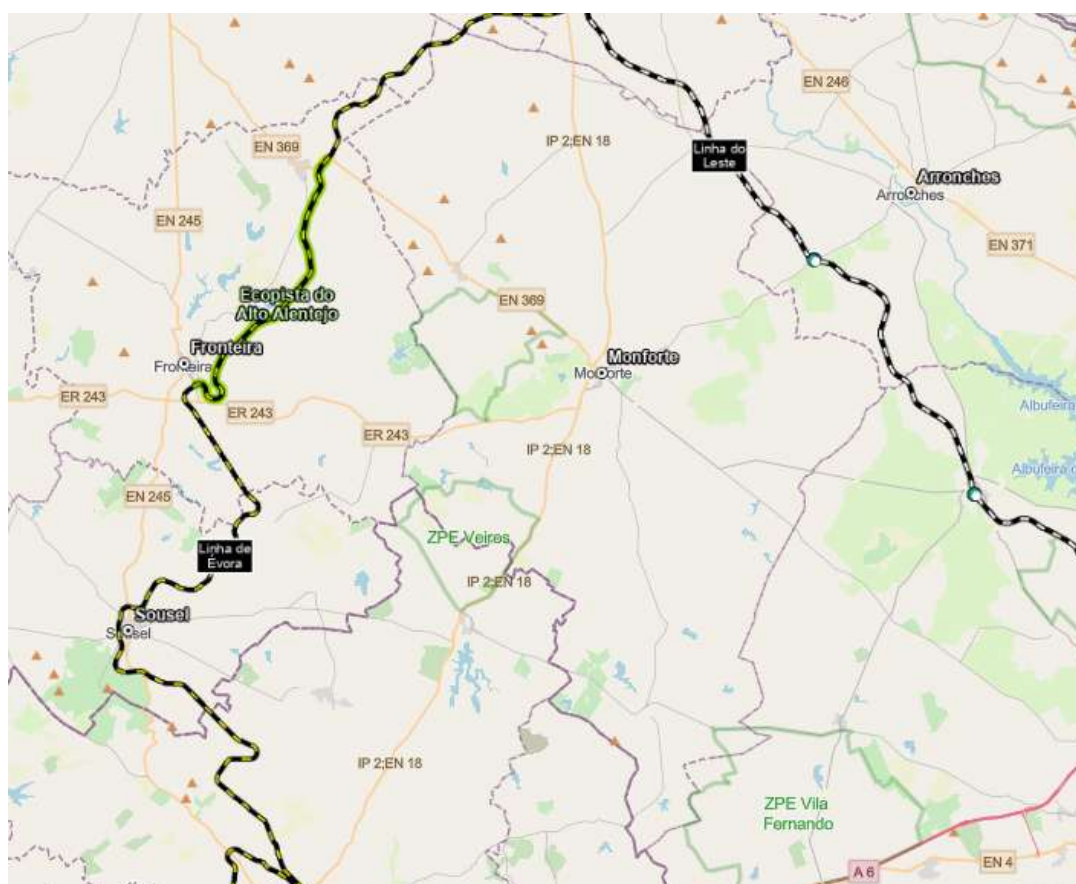 EN 246
IP 2;EN 18
EN 369
Linha do
Leste
Arronches
Arronches
EN 245
EN 371
Ecopista do
Alto Alentejo
EN 369
Fronteira
Fronteira
Monforte
ER 243
ER 243
Albufeira
ER 243
IP 2;EN 18
Albufeira
EN 245
ZPE Veiros
Linha de
Évora
IP 2;EN 18
Sousel
Sousel
IP 2;EN 18
ZPE Vila
Fernando
EN 4
A 6